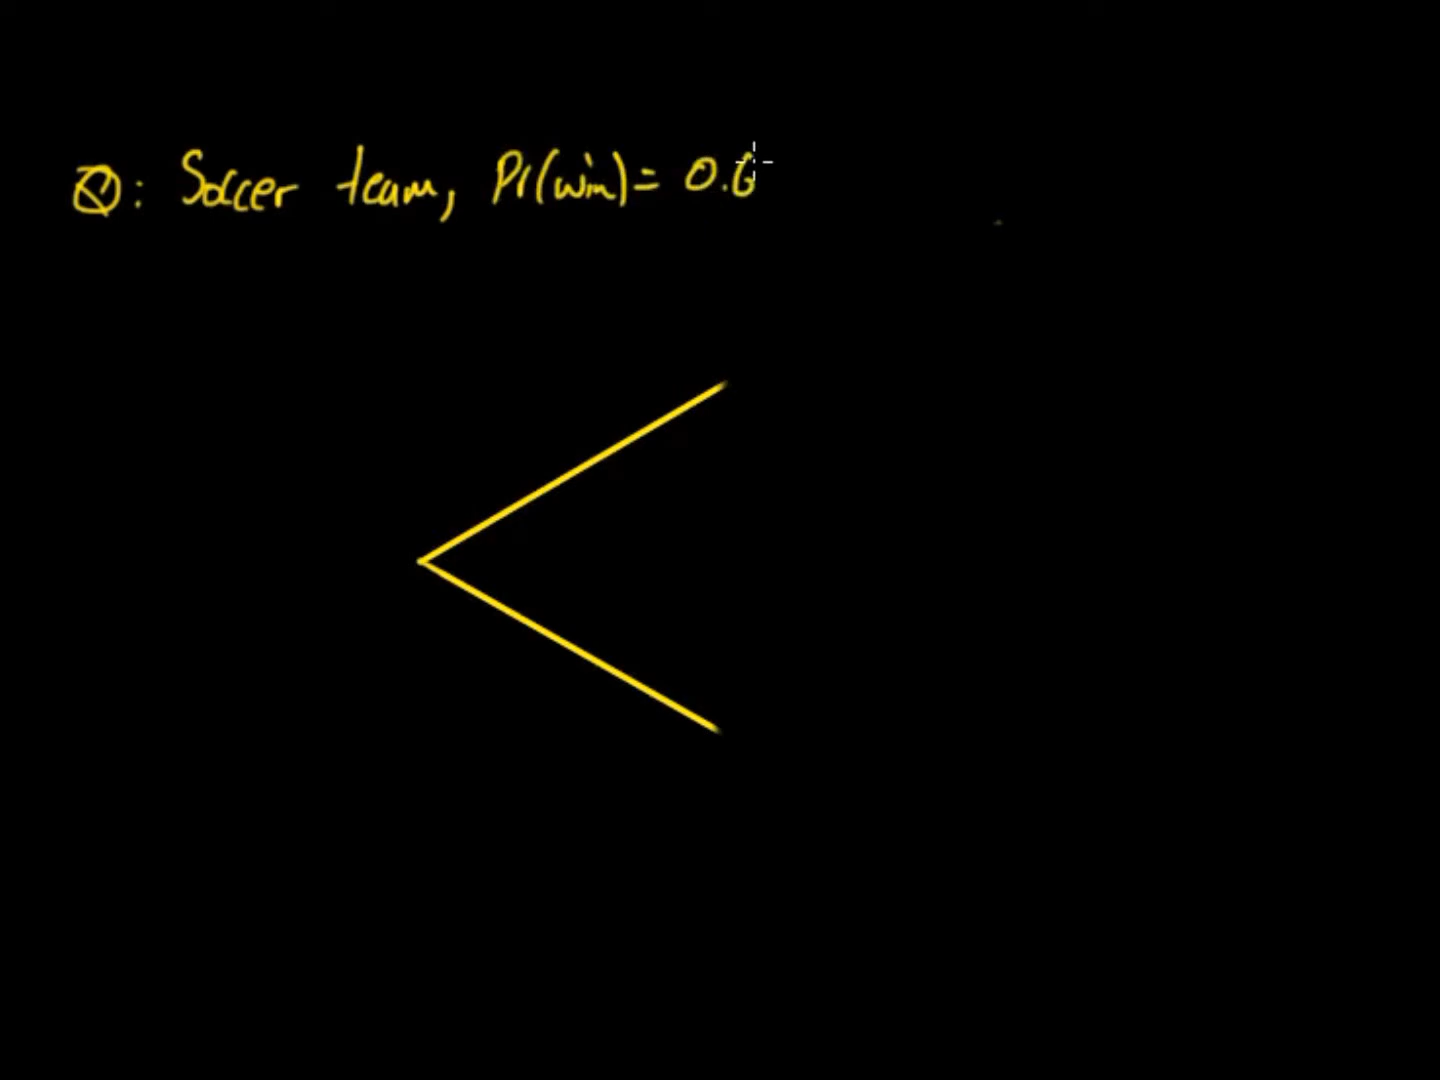 Q: Soccer team, Pr(win) = 0.6